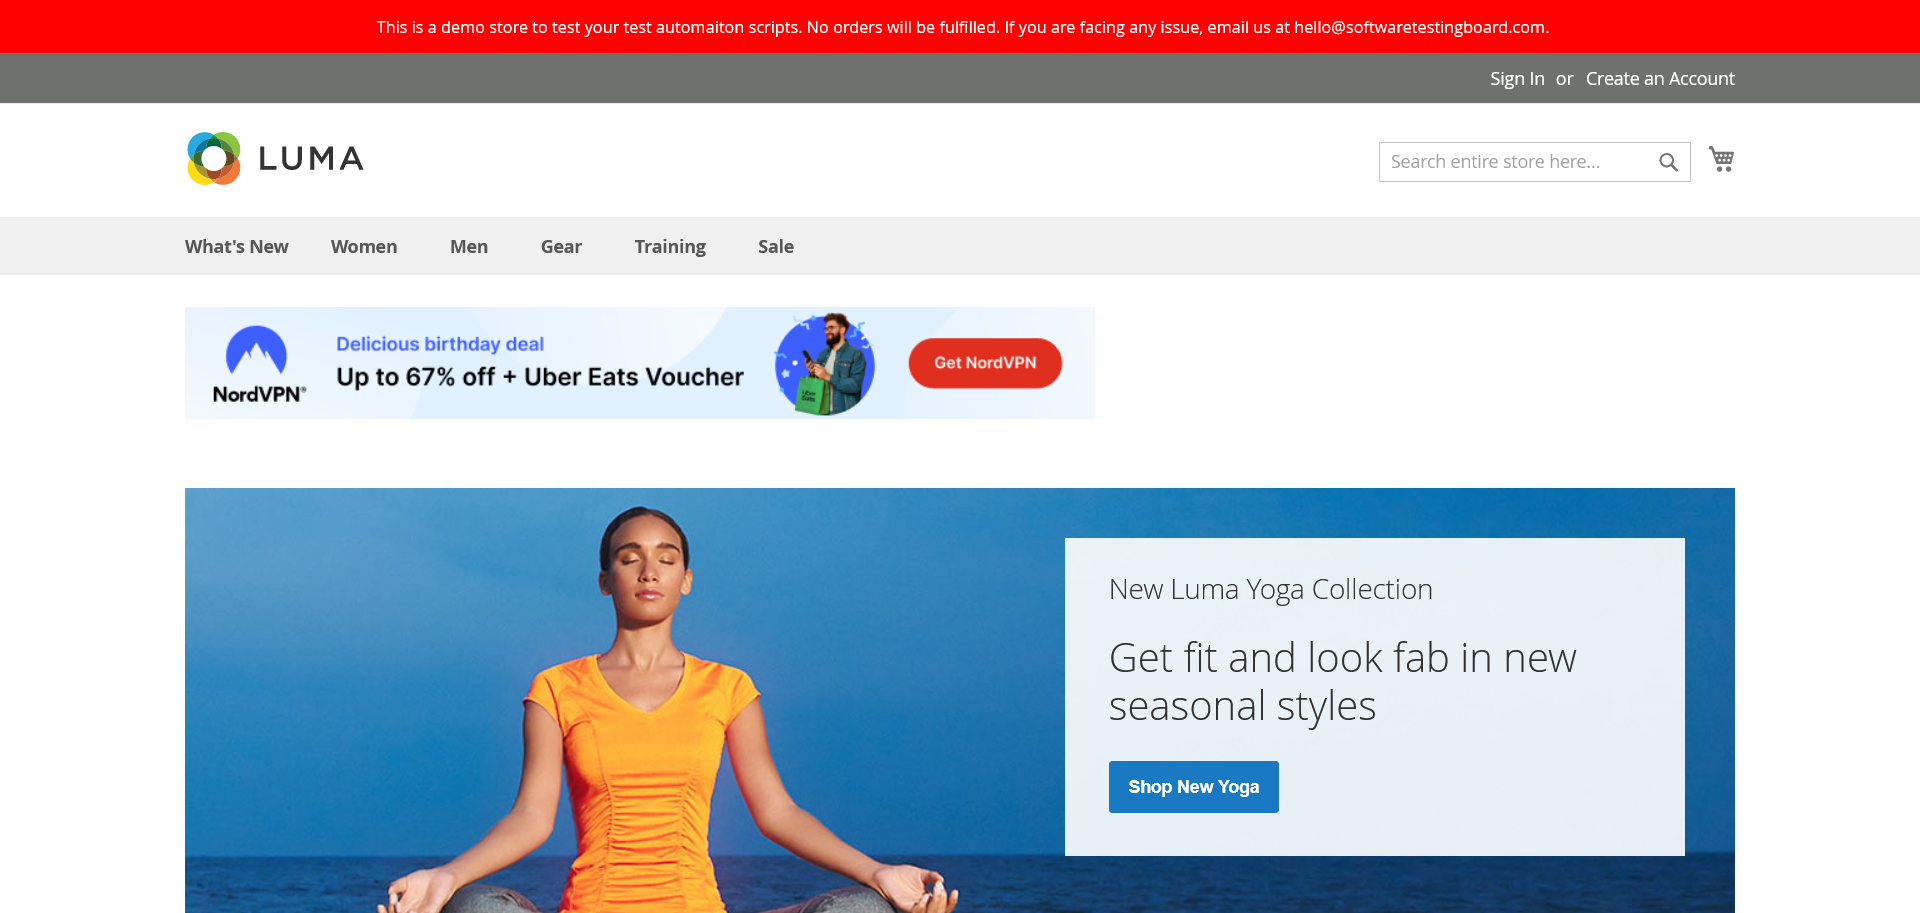 This is a demo store to test your test automaiton scripts. No orders will be fulfilled. If you are facing any issue, email us at hello@softwaretestingboard.com.
Sign In or Create an Account
LUMA
Search entire store here...
What's New Women Men Gear Training Sale
Delicious birthday deal
Up to 67% off + Uber Eats Voucher
NordVPN®
Get NordVPN
Uber
Eats
New Luma Yoga Collection
Get fit and look fab in new
seasonal styles
Shop New Yoga